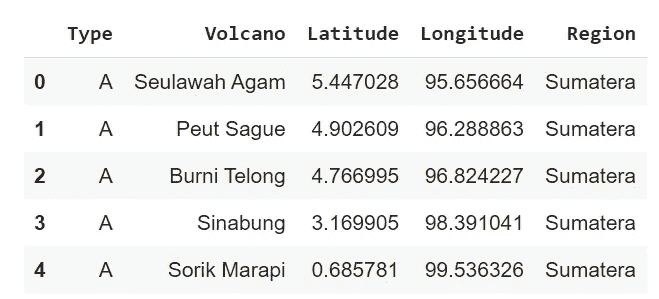 Type Volcano Latitude Longitude Region
0 A Seulawah Agam 5.447028 95.656664 Sumatera
1 A Peut Sague 4.902609 96.288863 Sumatera
2 A Burni Telong 4.766995 96.824227 Sumatera
3 A Sinabung 3.169905 98.391041 Sumatera
4 A Sorik Marapi 0.685781 99.536326 Sumatera